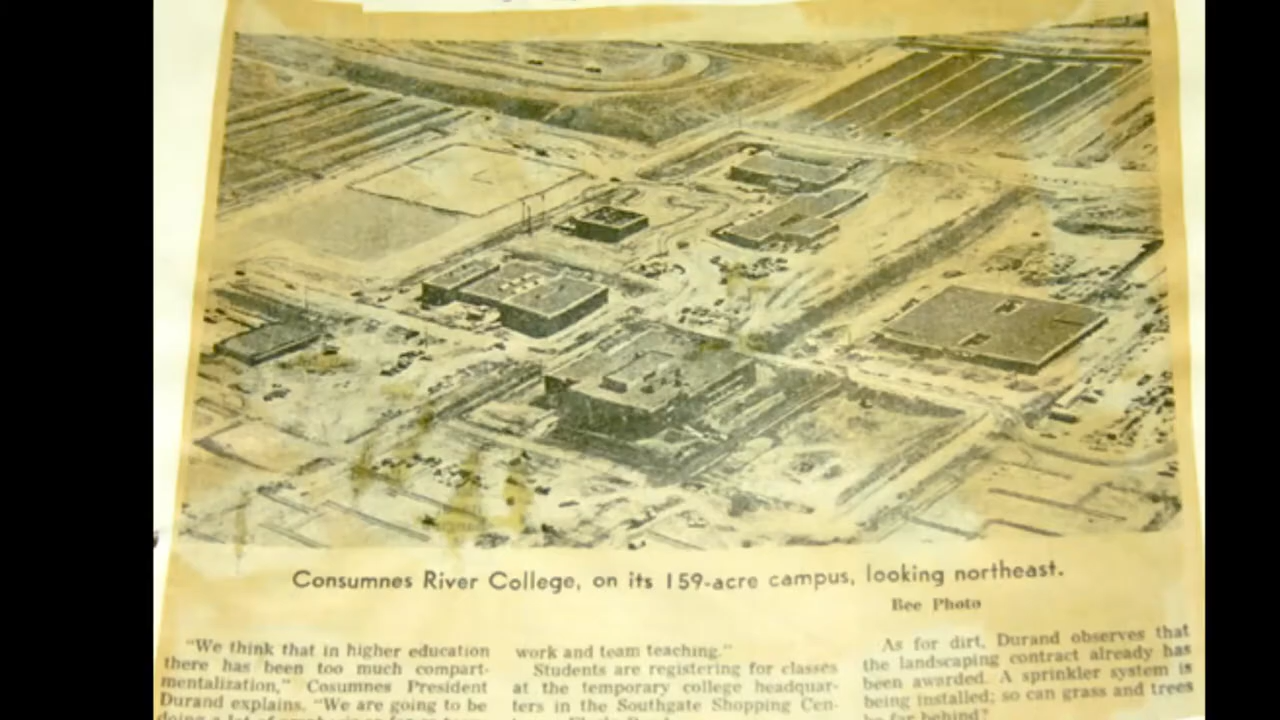 Consumnes River College, on its 159-acre campus, looking northeast.
Bee Photo
"We think that in higher education
there has been too much compart-
mentalization," Cosumnes President
Durand explains. "We are going to be
work and team teaching."
Students are registering for classes
at the temporary college headquar-
ters in the Southgate Shopping Cen-
As for dirt, Durand observes that
the landscaping contract already has
been awarded. A sprinkler system is
being installed; so can grass and trees
be far behind?